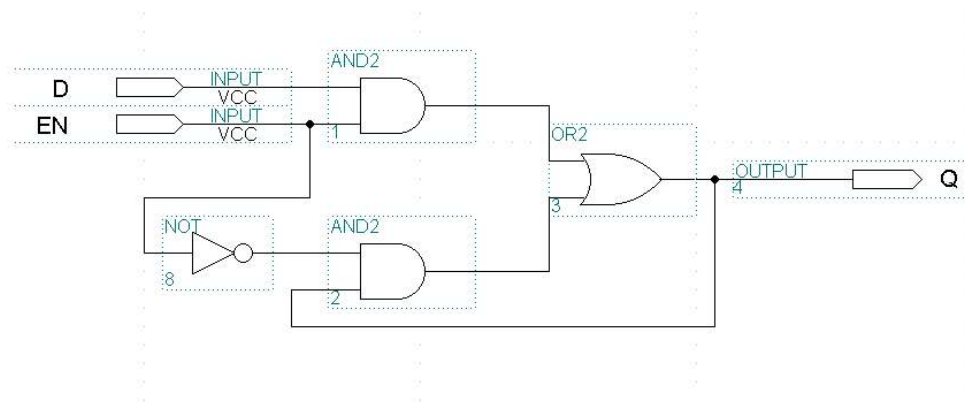 AND2
D
INPUT
VCC
EN
INPUT
VCC
1
OR2
3
OUTPUT
4
Q
NOT
8
AND2
2